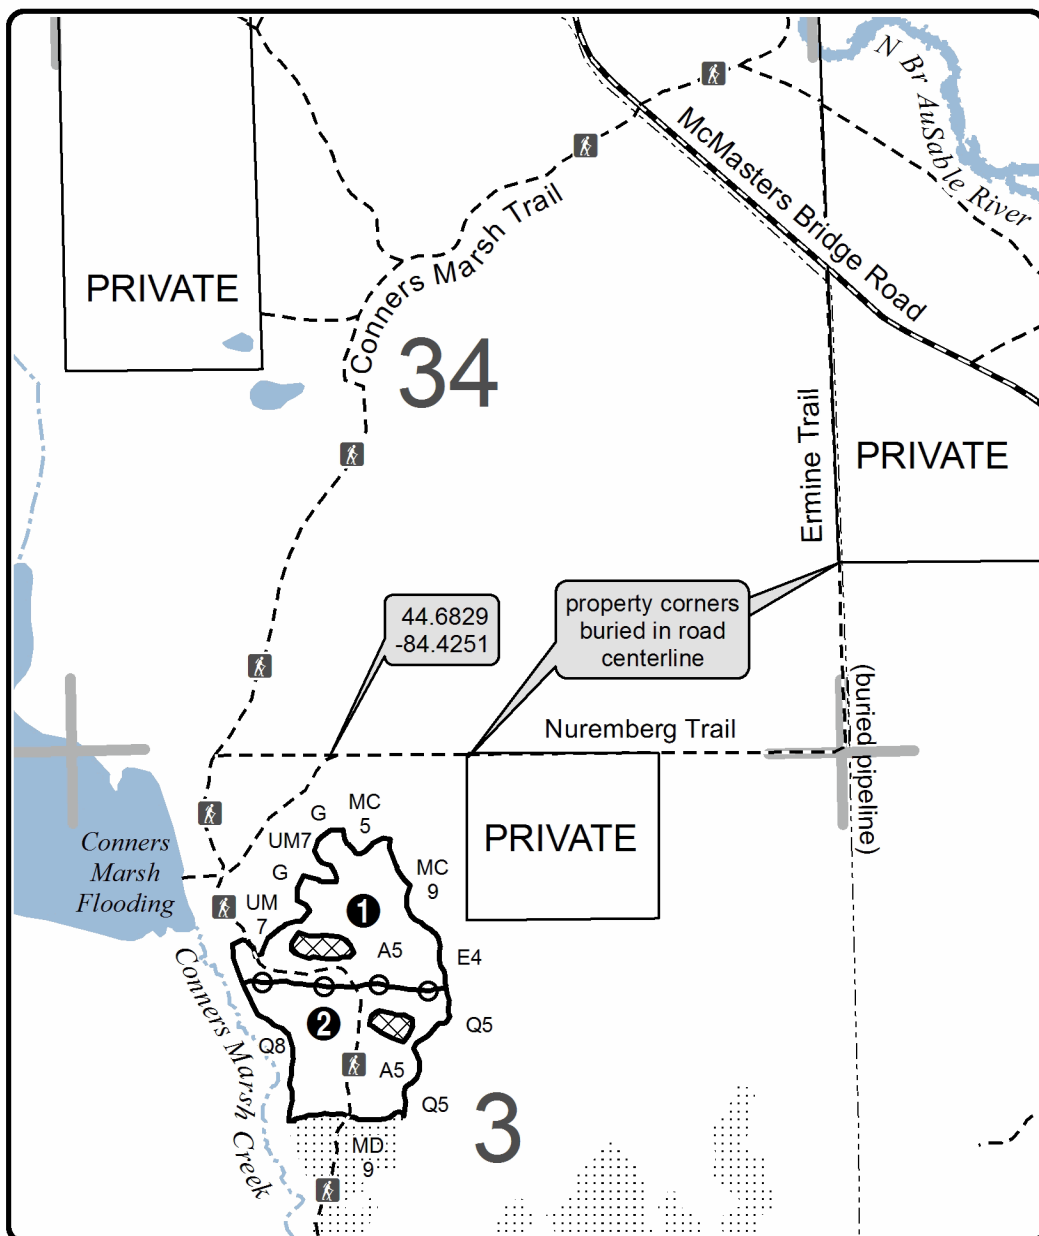 N Br AuSable River
McMasters Bridge Road
Conners Marsh Trail
PRIVATE
34
Ermine Trail
PRIVATE
44.6829
-84.4251
property corners
buried in road
centerline
(buried pipeline)
Nuremberg Trail
PRIVATE
Conners
Marsh
Flooding
G
MC
5
UM7
G
MC
9
UM
7
1
A5
E4
2
Q5
Q8
A5
Q5
Conners Marsh Creek
3
MD
9